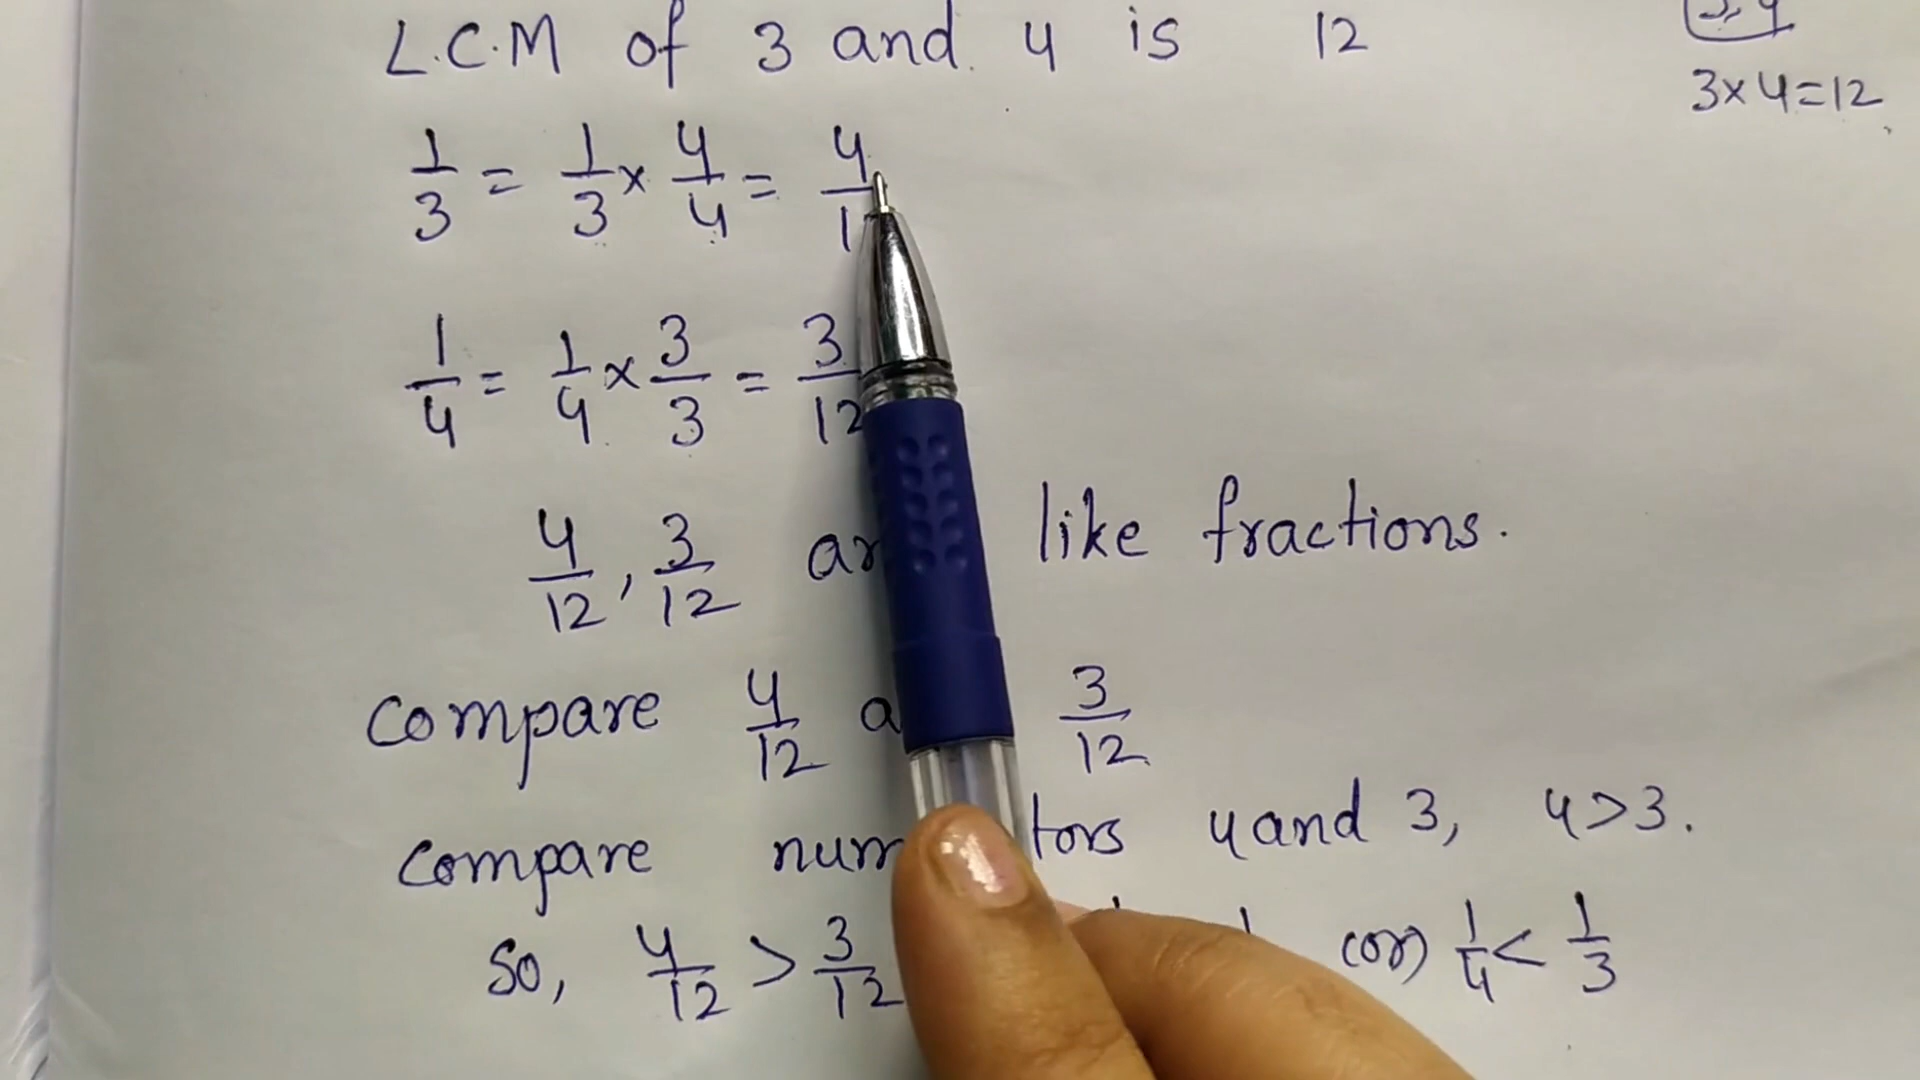 L.C.M of 3 and 4 is 12
3×4=12
1/3 = 1/3 × 4/4 = 4/1
1/4 = 1/4 × 3/3 = 3/12
4/12, 3/12 like fractions.
compare 4/12 3/12
compare 4 and 3, 4>3.
So, 4/12 > 3/12 (or) 1/4 < 1/3